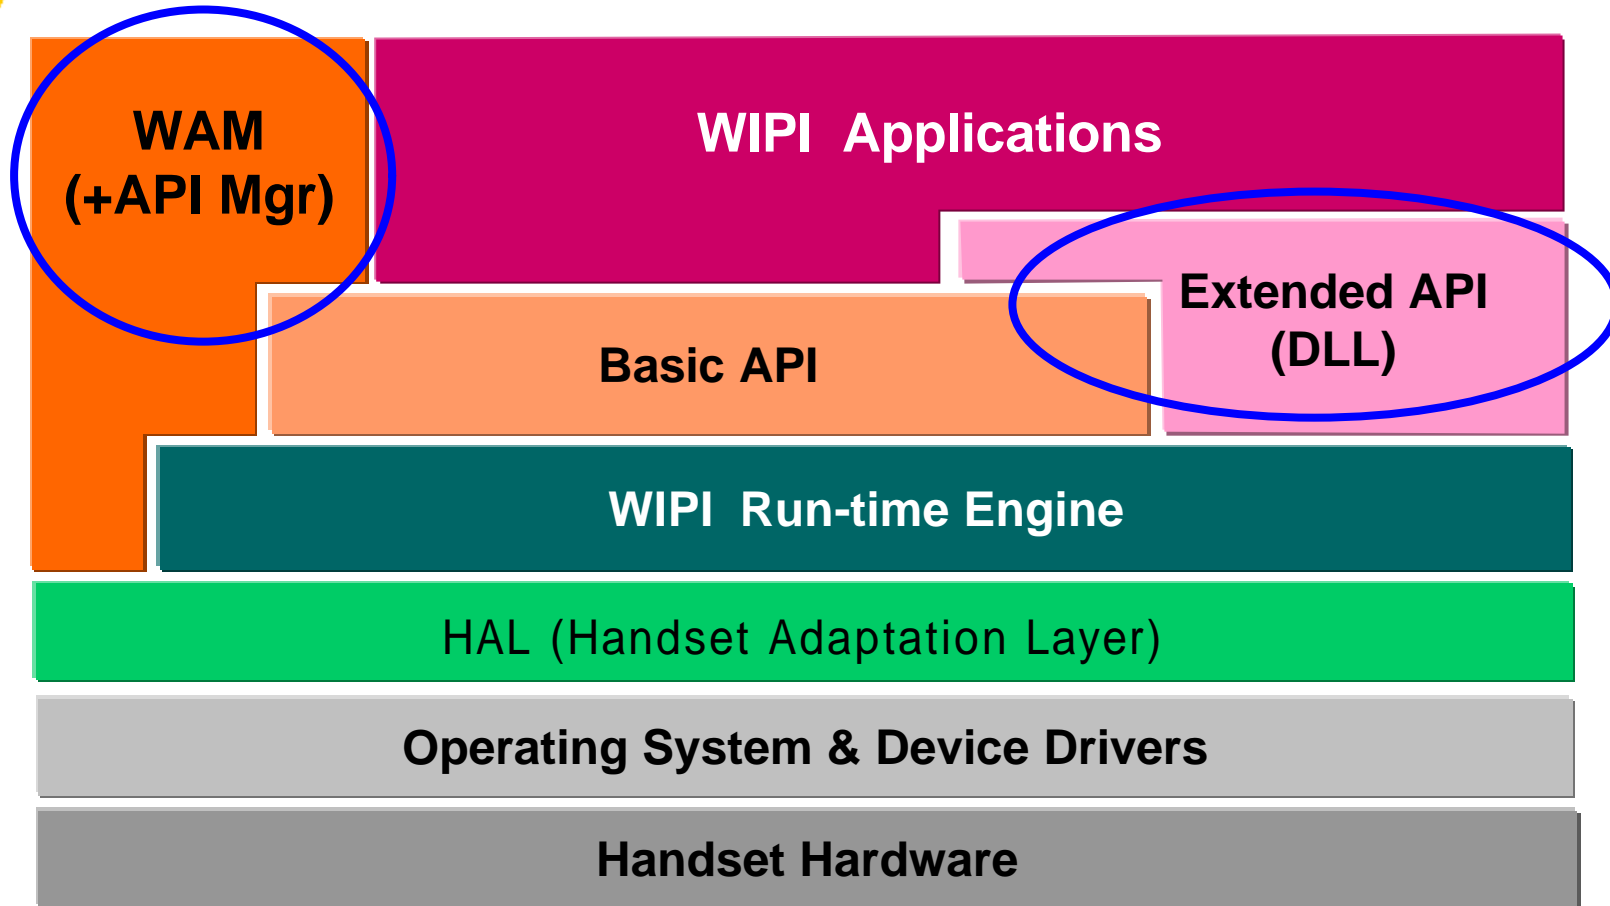 WAM
(+API Mgr)
WIPI Applications
Extended API
(DLL)
Basic API
WIPI Run-time Engine
HAL (Handset Adaptation Layer)
Operating System & Device Drivers
Handset Hardware